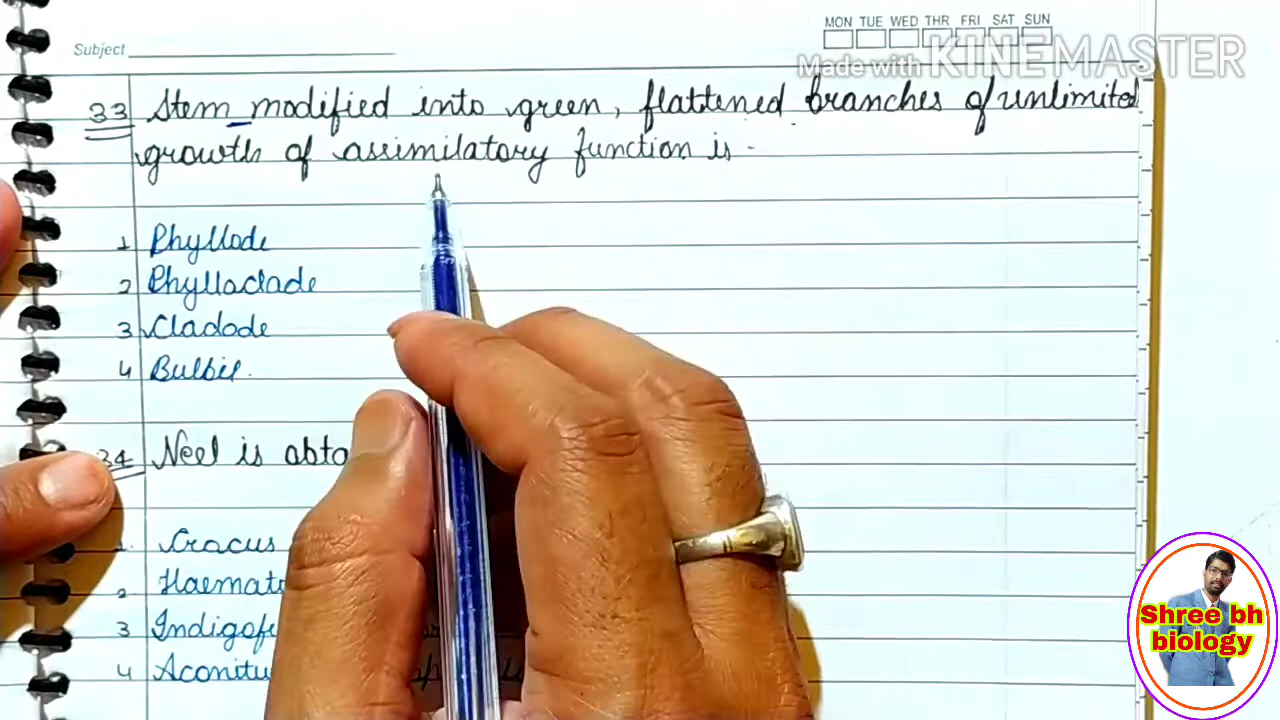 Subject
MON TUE WED THR FRI SAT SUN
Made with KINEMASTER
33 Stem modified into green, flattened branches of unlimited
growth of assimilatory function is -
1 Phyllode
2 Phylloclade
3 Cladode
4 Bulbil.
34 Neel is obta
1. Crocus
2 Haemato
3 Indigofe
4 Aconitu
Shree bh
biology